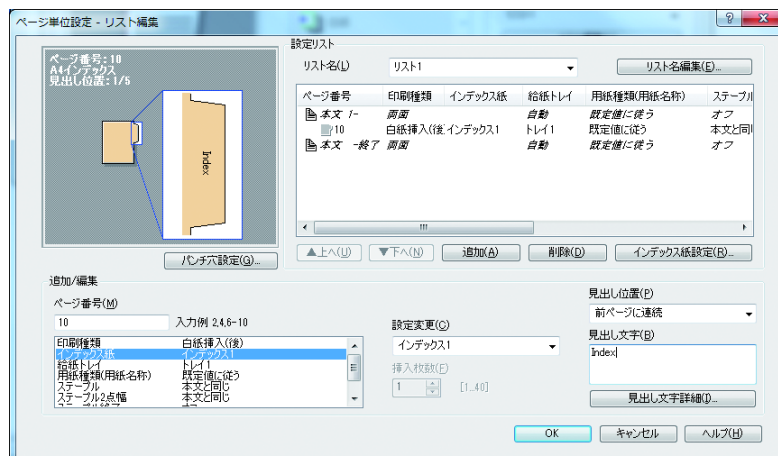 ページ単位設定 - リスト編集
ページ番号:10
A4インデックス
見出し位置:1/5
Index
パンチ穴設定(G)...
設定リスト
リスト名(L)
リスト1
リスト名編集(E)...
ページ番号 印刷種類 インデックス紙 給紙トレイ 用紙種類(用紙名称) ステープル
本文 1- 両面 自動 既定値に従う オフ
10 白紙挿入(後 インデックス1 トレイ1 既定値に従う 本文と同じ
本文 -終了 両面 自動 既定値に従う オフ
▲上へ(U) ▼下へ(N) 追加(A) 削除(D) インデックス紙設定(R)...
追加/編集
ページ番号(M)
10 入力例 2,4,6-10
印刷種類 白紙挿入(後)
インデックス紙 インデックス1
給紙トレイ トレイ1
用紙種類(用紙名称) 既定値に従う
ステープル 本文と同じ
ステープル2点幅 本文と同じ
設定変更(C)
インデックス1
挿入枚数(F)
1 [1...40]
見出し位置(P)
前ページに連続
見出し文字(B)
Index
見出し文字詳細(I)...
OK キャンセル ヘルプ(H)